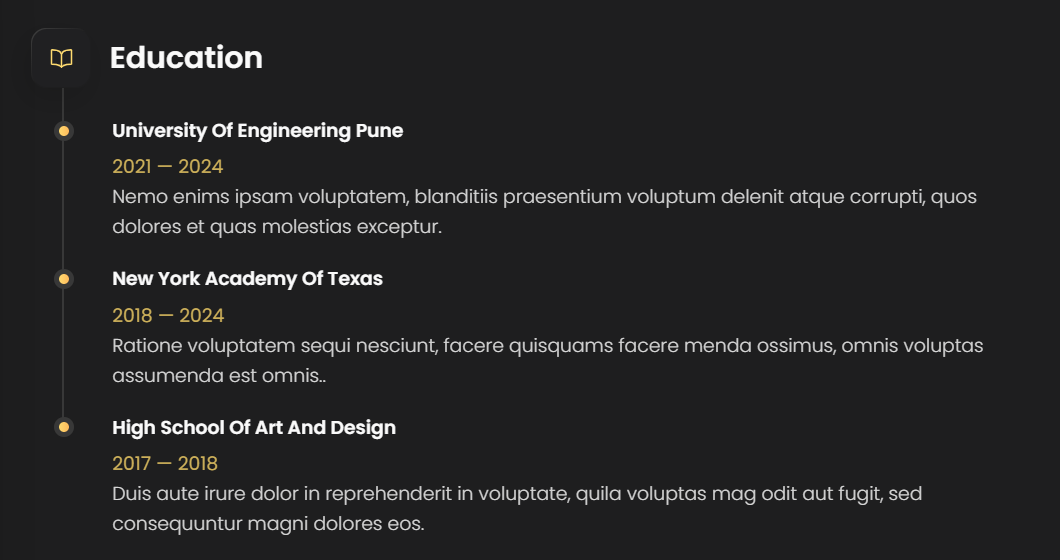 Education
University Of Engineering Pune
2021 — 2024
Nemo enims ipsam voluptatem, blanditiis praesentium voluptum delenit atque corrupti, quos
dolores et quas molestias exceptur.
New York Academy Of Texas
2018 — 2024
Ratione voluptatem sequi nesciunt, facere quisquams facere menda ossimus, omnis voluptas
assumenda est omnis..
High School Of Art And Design
2017 — 2018
Duis aute irure dolor in reprehenderit in voluptate, quila voluptas mag odit aut fugit, sed
consequuntur magni dolores eos.